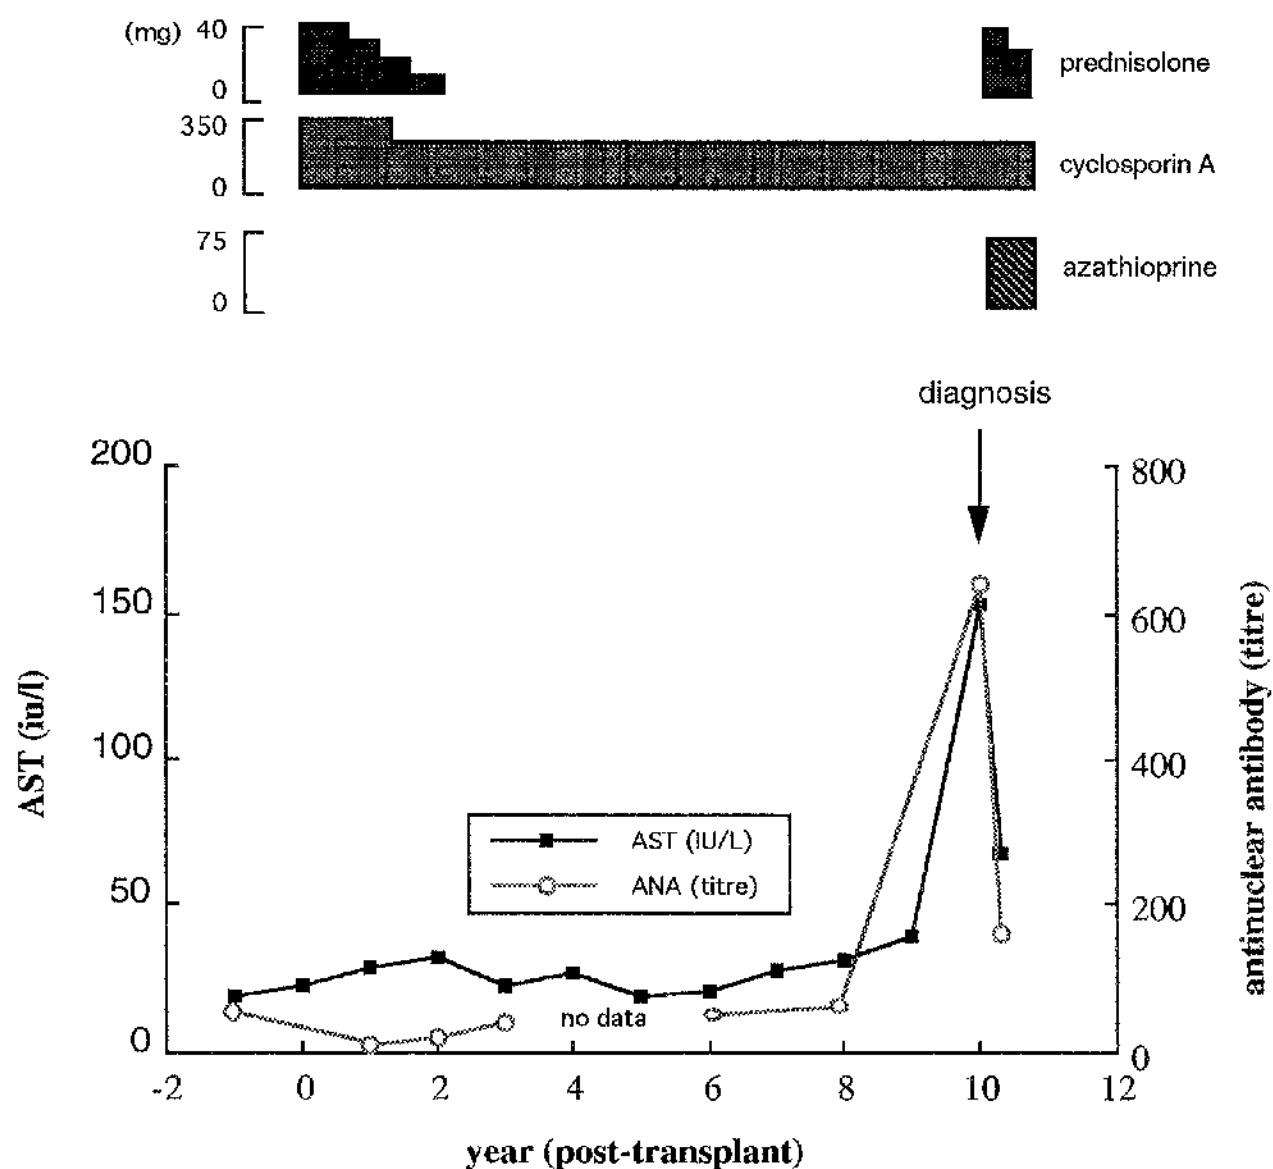 (mg) 40
0
prednisolone
350
0
cyclosporin A
75
0
azathioprine
diagnosis
200
150
100
50
0
AST (iu/l)
800
600
400
200
0
antinuclear antibody (titre)
AST (IU/L)
ANA (titre)
no data
-2 0 2 4 6 8 10 12
year (post-transplant)